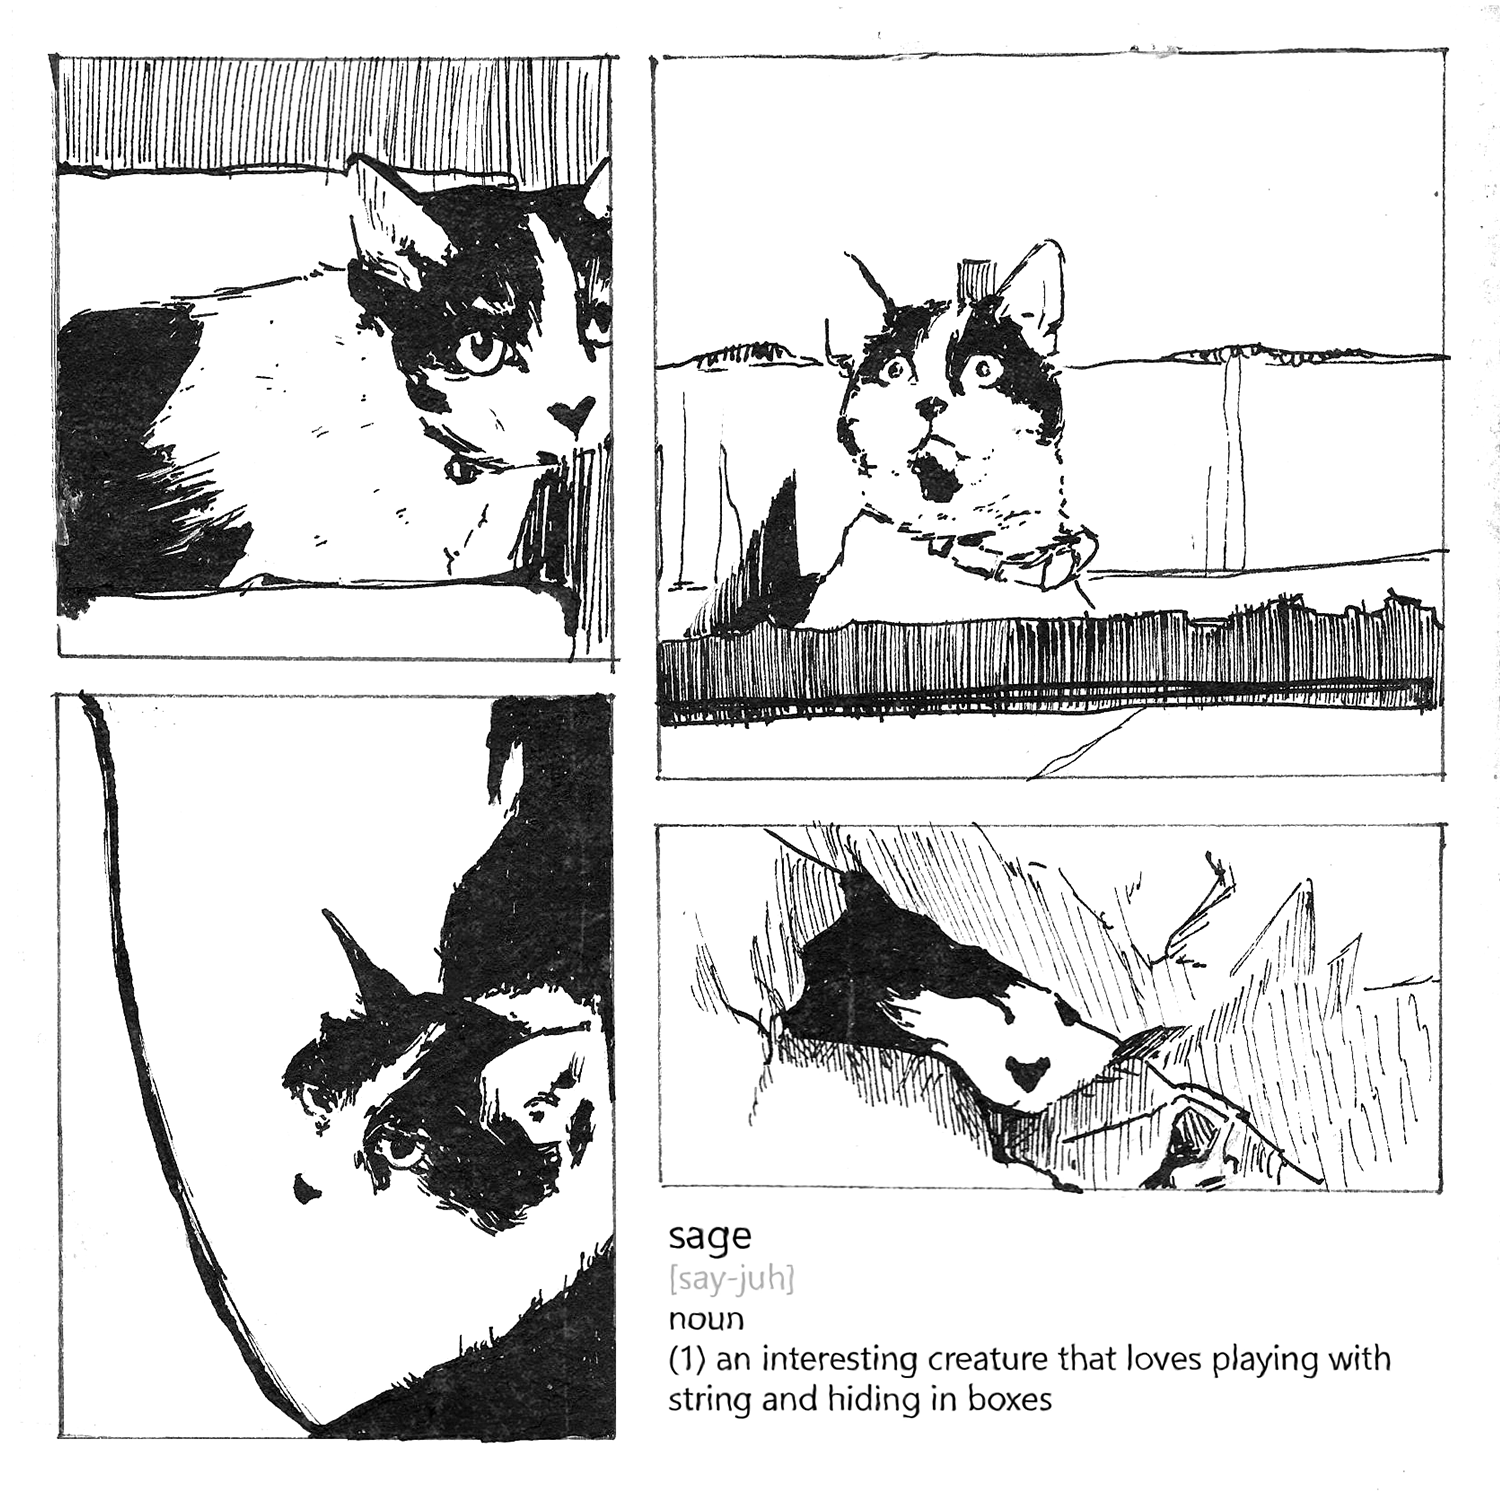 sage
[say-juh]
noun
(1) an interesting creature that loves playing with
string and hiding in boxes